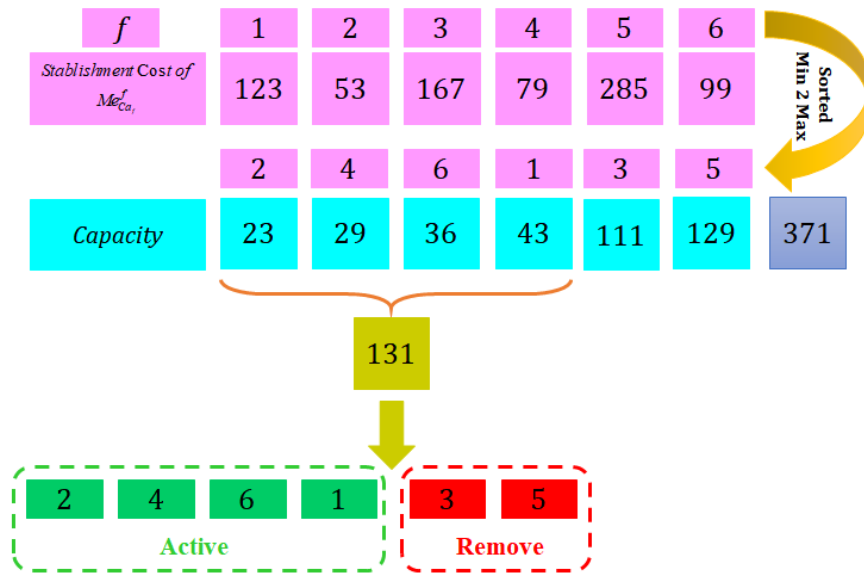 f 1 2 3 4 5 6
Stablishment Cost of
Me^f_{Ca_f} 123 53 167 79 285 99
Sorted
Min 2 Max
2 4 6 1 3 5
Capacity 23 29 36 43 111 129 371
131
2 4 6 1 3 5
Active Remove